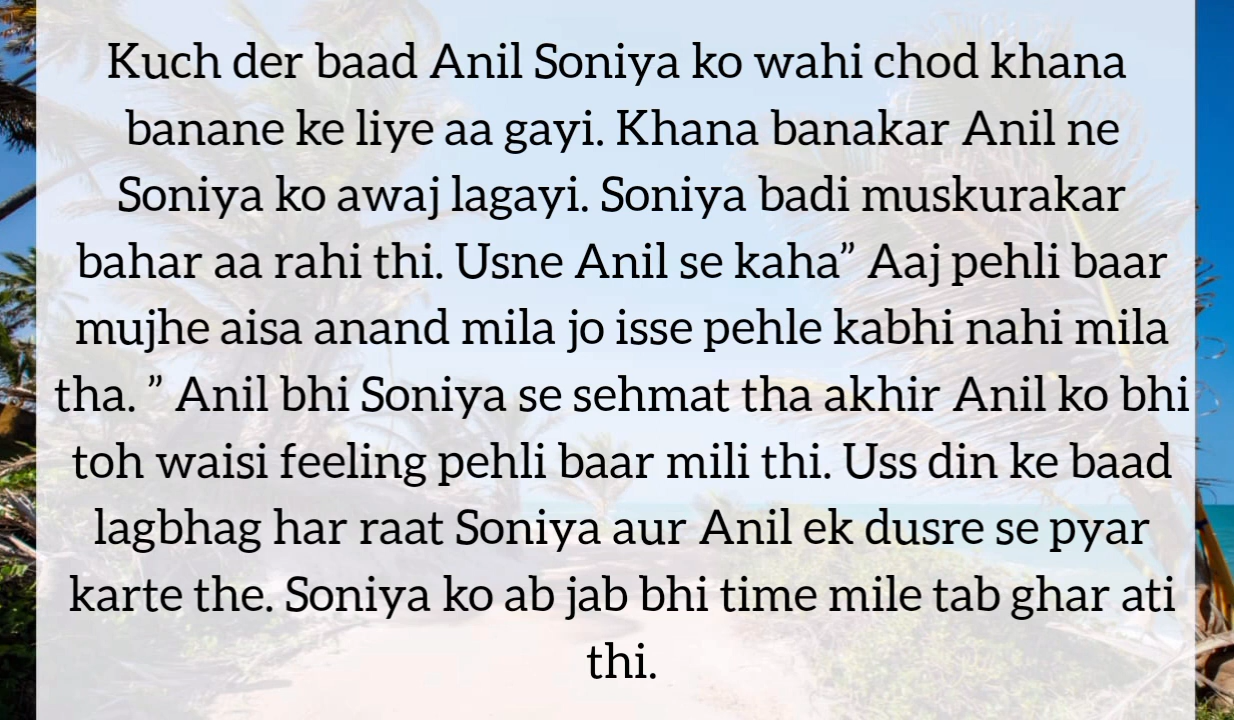 Kuch der baad Anil Soniya ko wahi chod khana
banane ke liye aa gayi. Khana banakar Anil ne
Soniya ko awaj lagayi. Soniya badi muskurakar
bahar aa rahi thi. Usne Anil se kaha” Aaj pehli baar
mujhe aisa anand mila jo isse pehle kabhi nahi mila
tha. ” Anil bhi Soniya se sehmat tha akhir Anil ko bhi
toh waisi feeling pehli baar mili thi. Uss din ke baad
lagbhag har raat Soniya aur Anil ek dusre se pyar
karte the. Soniya ko ab jab bhi time mile tab ghar ati
thi.